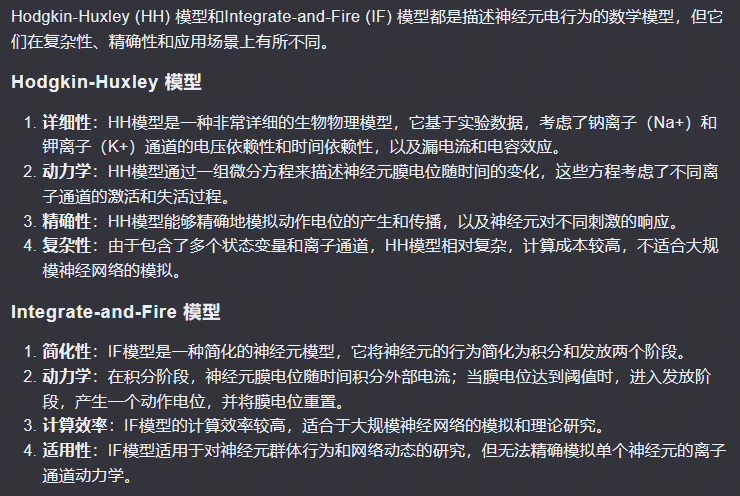 Hodgkin-Huxley (HH) 模型和Integrate-and-Fire (IF) 模型都是描述神经元电行为的数学模型，但它
们在复杂性、精确性和应用场景上有所不同。
Hodgkin-Huxley 模型
1. 详细性：HH模型是一种非常详细的生物物理模型，它基于实验数据，考虑了钠离子（Na+）和
钾离子（K+）通道的电压依赖性和时间依赖性，以及漏电流和电容效应。
2. 动力学：HH模型通过一组微分方程来描述神经元膜电位随时间的变化，这些方程考虑了不同离
子通道的激活和失活过程。
3. 精确性：HH模型能够精确地模拟动作电位的产生和传播，以及神经元对不同刺激的响应。
4. 复杂性：由于包含了多个状态变量和离子通道，HH模型相对复杂，计算成本较高，不适合大规
模神经网络的模拟。
Integrate-and-Fire 模型
1. 简化性：IF模型是一种简化的神经元模型，它将神经元的行为简化为积分和发放两个阶段。
2. 动力学：在积分阶段，神经元膜电位随时间积分外部电流；当膜电位达到阈值时，进入发放阶
段，产生一个动作电位，并将膜电位重置。
3. 计算效率：IF模型的计算效率较高，适合于大规模神经网络的模拟和理论研究。
4. 适用性：IF模型适用于对神经元群体行为和网络动态的研究，但无法精确模拟单个神经元的离子
通道动力学。